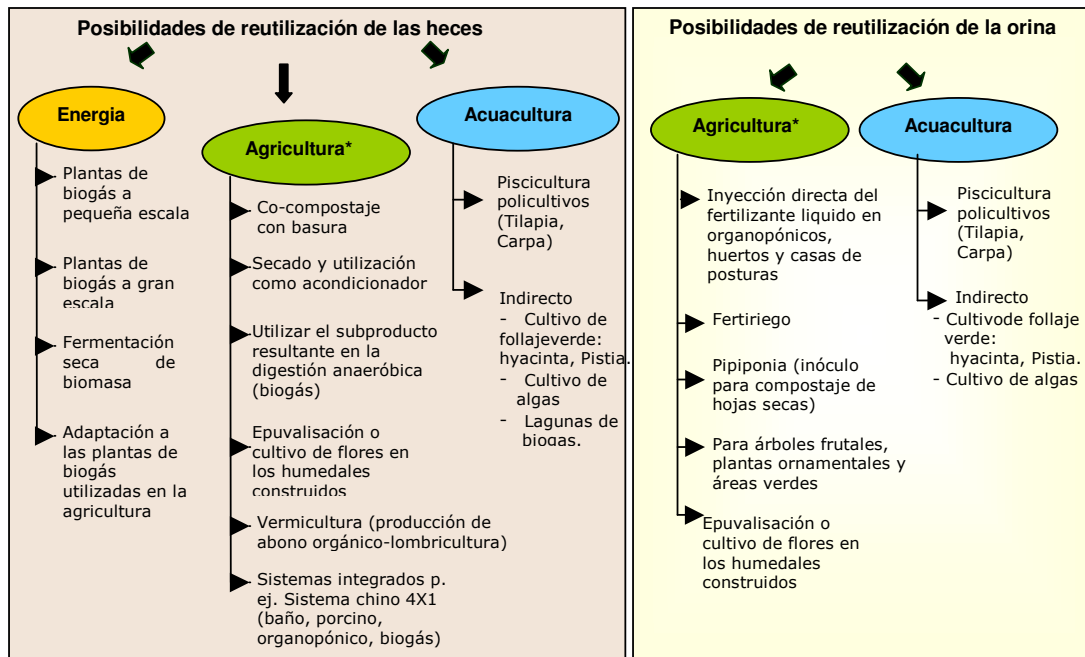 Posibilidades de reutilización de las heces
Energia
Plantas de
biogás a
pequeña escala
Plantas de
biogás a gran
escala
Fermentación
seca de
biomasa
Adaptación a
las plantas de
biogás
utilizadas en la
agricultura
Agricultura*
Co-compostaje
con basura
Secado y utilización
como acondicionador
Utilizar el subproducto
resultante en la
digestión anaeróbica
(biogás)
Epuvalisación o
cultivo de flores en
los humedales
construidos
Vermicultura (producción de
abono orgánico-lombricultura)
Sistemas integrados p.
ej. Sistema chino 4X1
(baño, porcino,
organopónico, biogás)
Acuacultura
Piscicultura
policultivos
(Tilapia,
Carpa)
Indirecto
- Cultivo de
follajeverde:
hyacinta, Pistia.
- Cultivo de
algas
- Lagunas de
biogas.
Posibilidades de reutilización de la orina
Agricultura*
Inyección directa del
fertilizante liquido en
organopónicos,
huertos y casas de
posturas
Fertiriego
Pipiponia (inóculo
para compostaje de
hojas secas)
Para árboles frutales,
plantas ornamentales y
áreas verdes
Epuvalisación o
cultivo de flores en
los humedales
construidos
Acuacultura
Piscicultura
policultivos
(Tilapia,
Carpa)
Indirecto
- Cultivode follaje
verde:
hyacinta, Pistia.
- Cultivo de algas